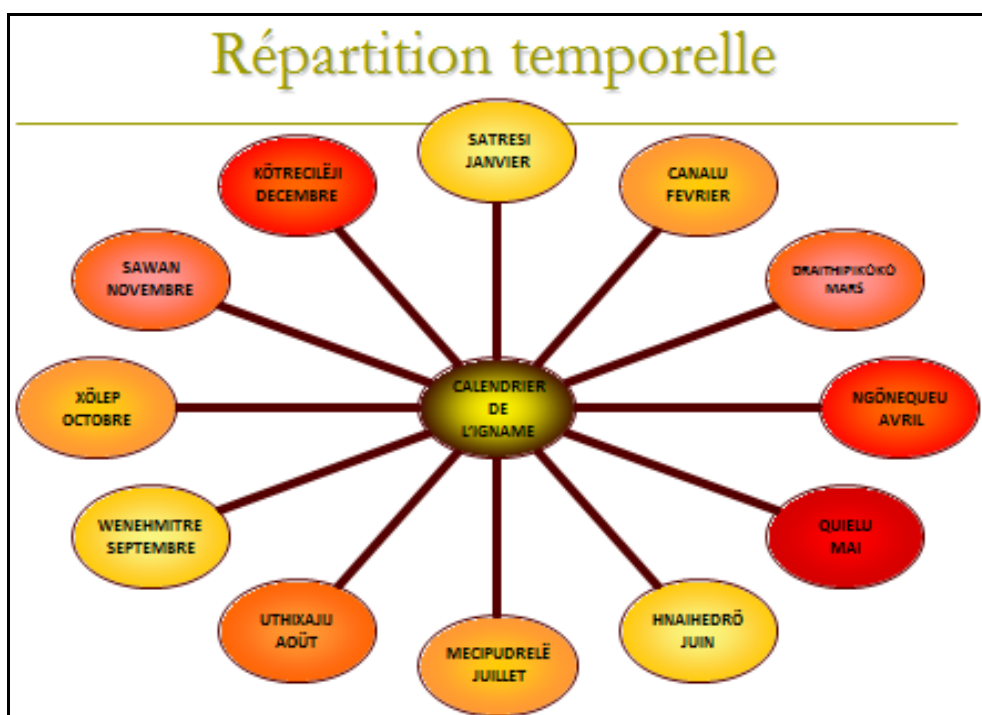 Répartition temporelle
SATRESI
JANVIER
CANALU
FEVRIER
DRAITHIPIKÖKÖ
MARS
NGÖNEQUEU
AVRIL
QUIELU
MAI
HNAIHEDRÖ
JUIN
MECIPUDRELË
JUILLET
UTHIXAJU
AOÛT
WENEHMITRE
SEPTEMBRE
XÖLEP
OCTOBRE
SAWAN
NOVEMBRE
KÖTRECILËJI
DECEMBRE
CALENDRIER
DE
L'IGNAME